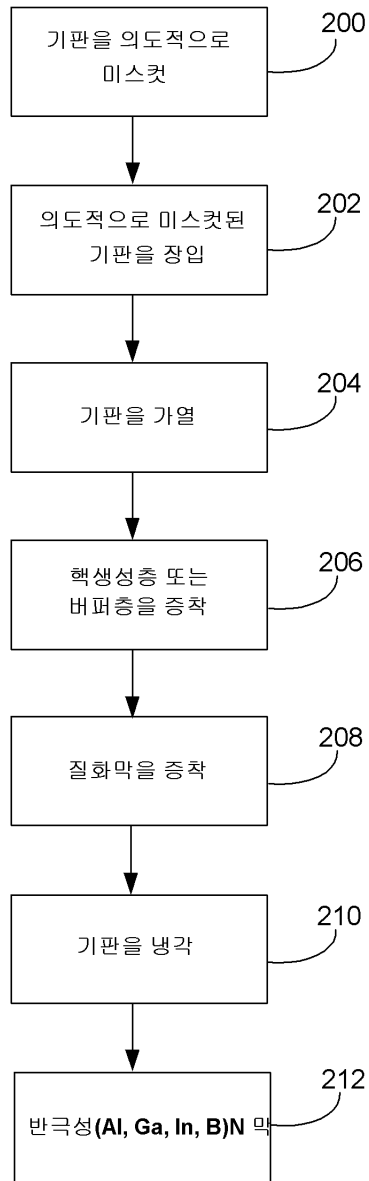 200
기판을 의도적으로
미스컷
202
의도적으로 미스컷된
기판을 장입
204
기판을 가열
206
핵생성층 또는
버퍼층을 증착
208
질화막을 증착
210
기판을 냉각
212
반극성(Al, Ga, In, B)N 막